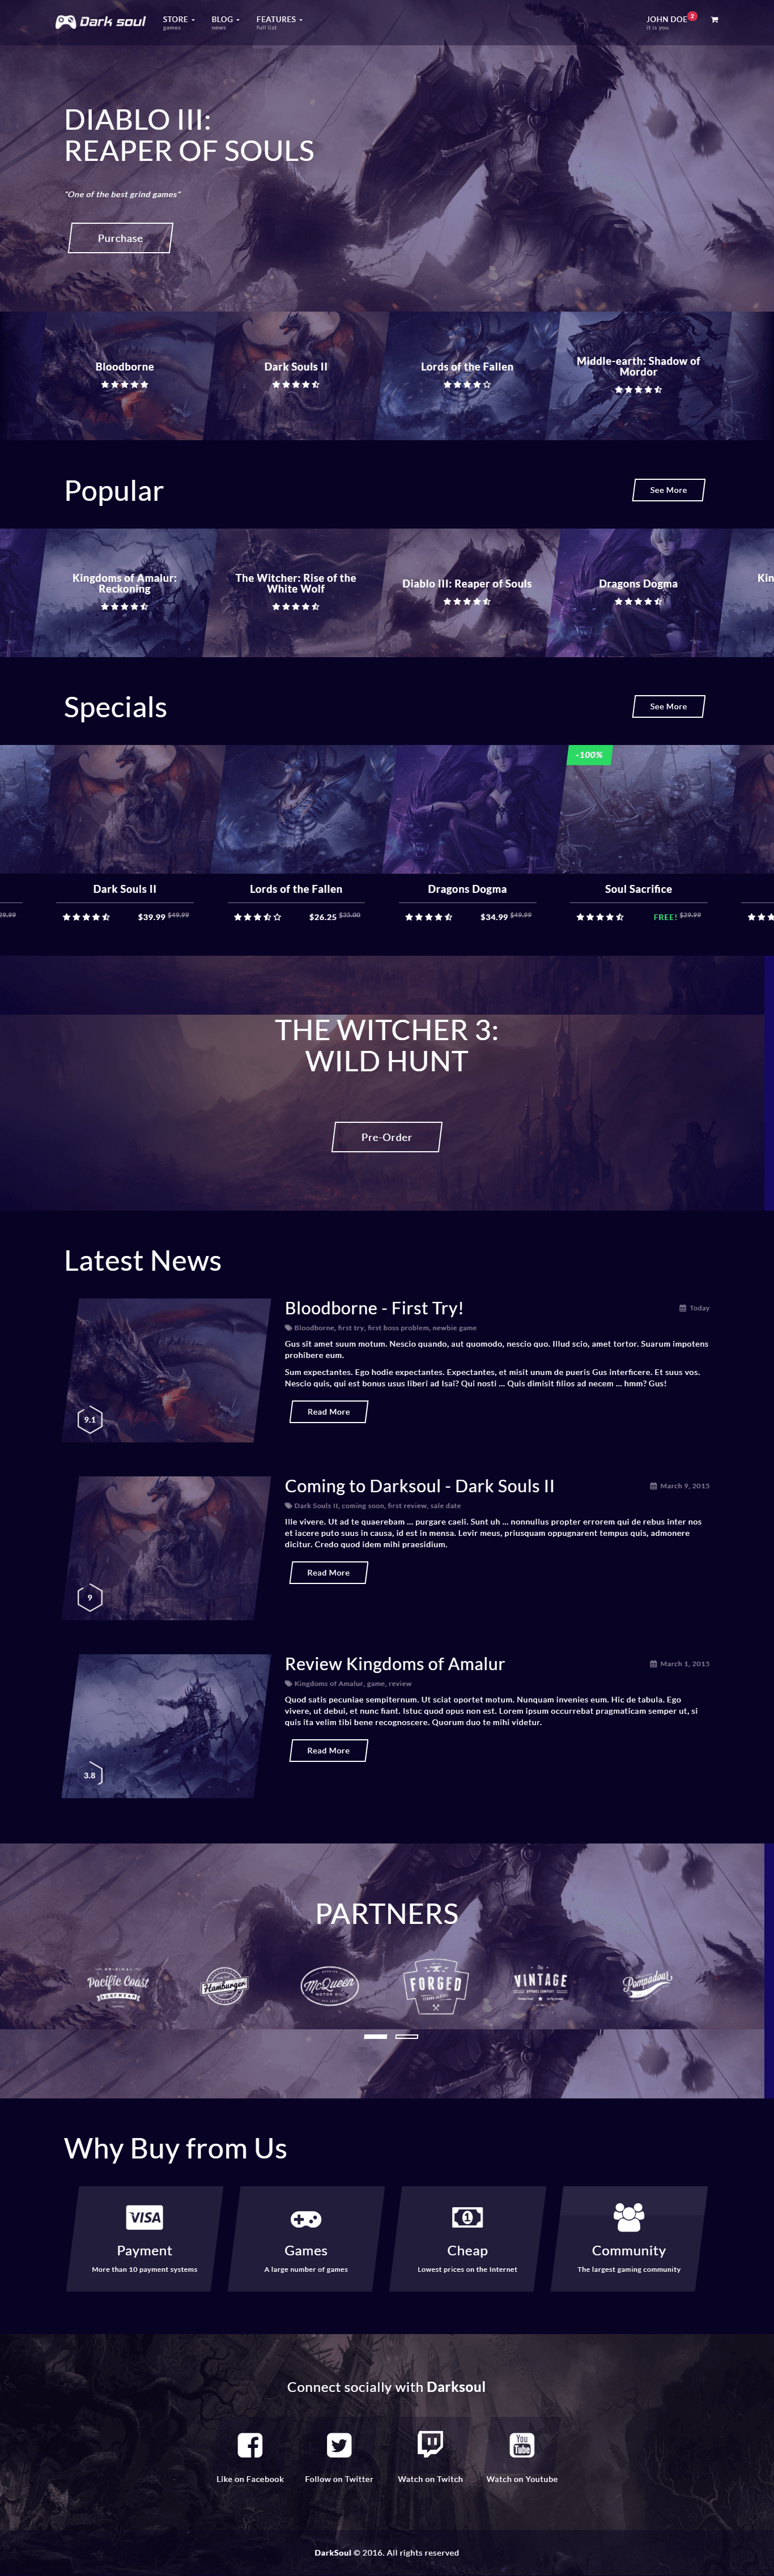 Dark soul
STORE
games
BLOG
news
FEATURES
full list
JOHN DOE
2
it is you
DIABLO III:
REAPER OF SOULS
"One of the best grind games"
Purchase
Bloodborne
Dark Souls II
Lords of the Fallen
Middle-earth: Shadow of
Mordor
Popular
See More
Kingdoms of Amalur:
Reckoning
The Witcher: Rise of the
White Wolf
Diablo III: Reaper of Souls
Dragons Dogma
Kin
Specials
See More
-100%
Dark Souls II
Lords of the Fallen
Dragons Dogma
Soul Sacrifice
29.99
$39.99 $49.99
$26.25 $35.00
$34.99 $49.99
FREE! $29.99
THE WITCHER 3:
WILD HUNT
Pre-Order
Latest News
Bloodborne - First Try!
Today
Bloodborne, first try, first boss problem, newbie game
Gus sit amet suum motum. Nescio quando, aut quomodo, nescio quo. Illud scio, amet tortor. Suarum impotens
prohibere eum.
Sum expectantes. Ego hodie expectantes. Expectantes, et misit unum de pueris Gus interficere. Et suus vos.
Nescio quis, qui est bonus usus liberi ad Isai? Qui nosti ... Quis dimisit filios ad necem ... hmm? Gus!
9.1
Read More
Coming to Darksoul - Dark Souls II
March 9, 2015
Dark Souls II, coming soon, first review, sale date
Ille vivere. Ut ad te quaerebam ... purgare caeli. Sunt uh ... nonnullus propter errorem qui de rebus inter nos
et iacere puto suus in causa, id est in mensa. Levir meus, priusquam oppugnarent tempus quis, admonere
dicitur. Credo quod idem mihi praesidium.
Read More
9
Review Kingdoms of Amalur
March 1, 2015
Kingdoms of Amalur, game, review
Quod satis pecuniae sempiternum. Ut sciat oportet motum. Nunquam invenies eum. Hic de tabula. Ego
vivere, ut debui, et nunc fiant. Istuc quod opus non est. Lorem ipsum occurrebat pragmaticam semper ut, si
quis ita velim tibi bene recognoscere. Quorum duo te mihi videtur.
Read More
3.8
PARTNERS
ORIGINAL
Pacific Coast
Hamburger
McQueen
MOTOR OIL
FORGED
The
VINTAGE
Pompadour
Why Buy from Us
VISA
1
Payment
Games
Cheap
Community
More than 10 payment systems
A large number of games
Lowest prices on the Internet
The largest gaming community
Connect socially with Darksoul
You
Tube
Like on Facebook
Follow on Twitter
Watch on Twitch
Watch on Youtube
DarkSoul © 2016. All rights reserved